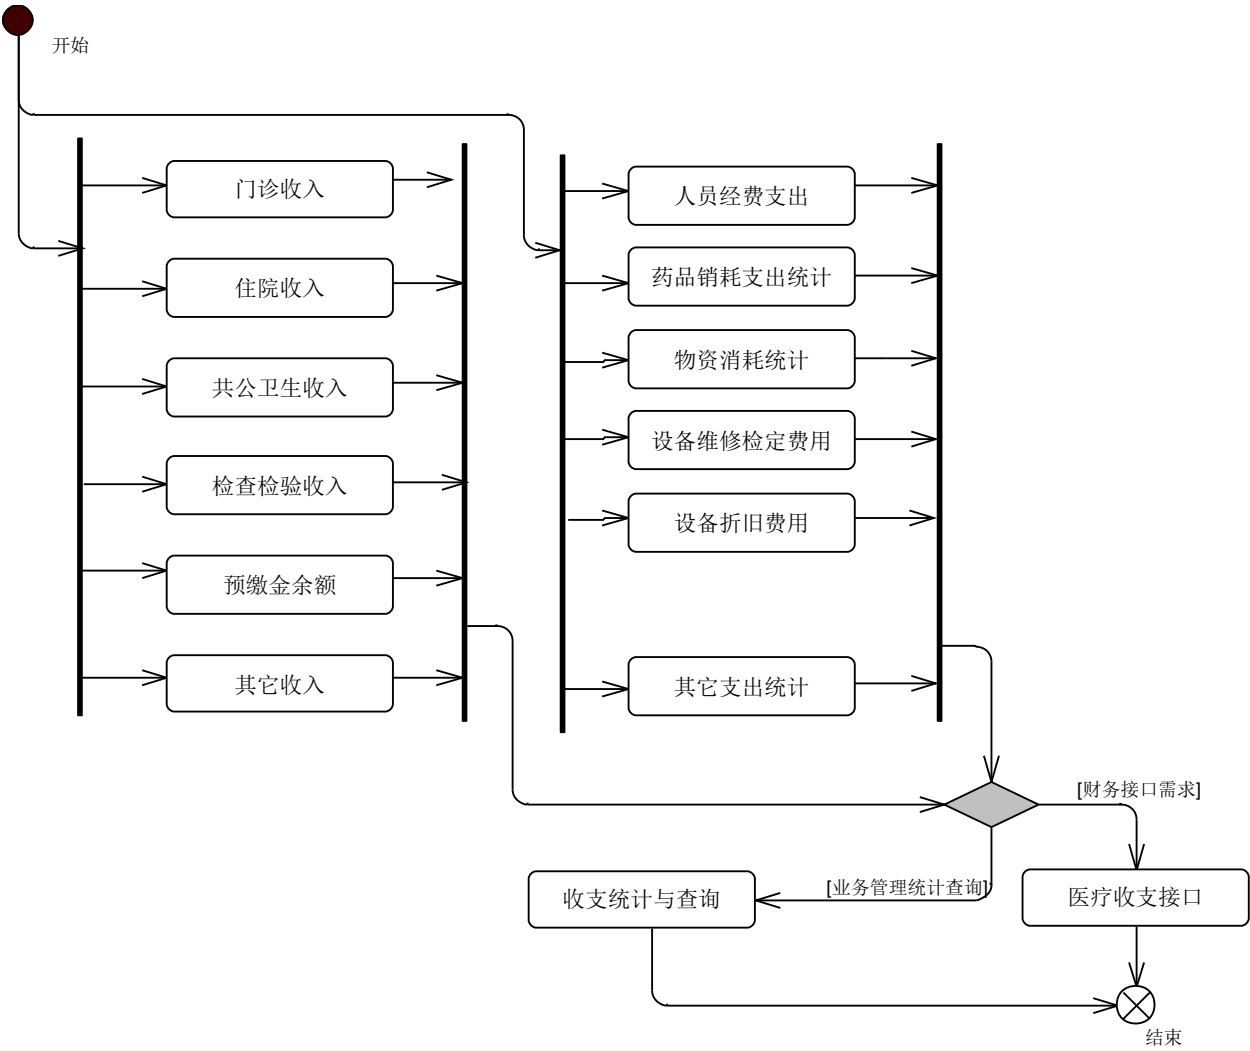 开始
门诊收入
住院收入
共公卫生收入
检查检验收入
预缴金余额
其它收入
人员经费支出
药品销耗支出统计
物资消耗统计
设备维修检定费用
设备折旧费用
其它支出统计
[财务接口需求]
[业务管理统计查询]
收支统计与查询
医疗收支接口
结束